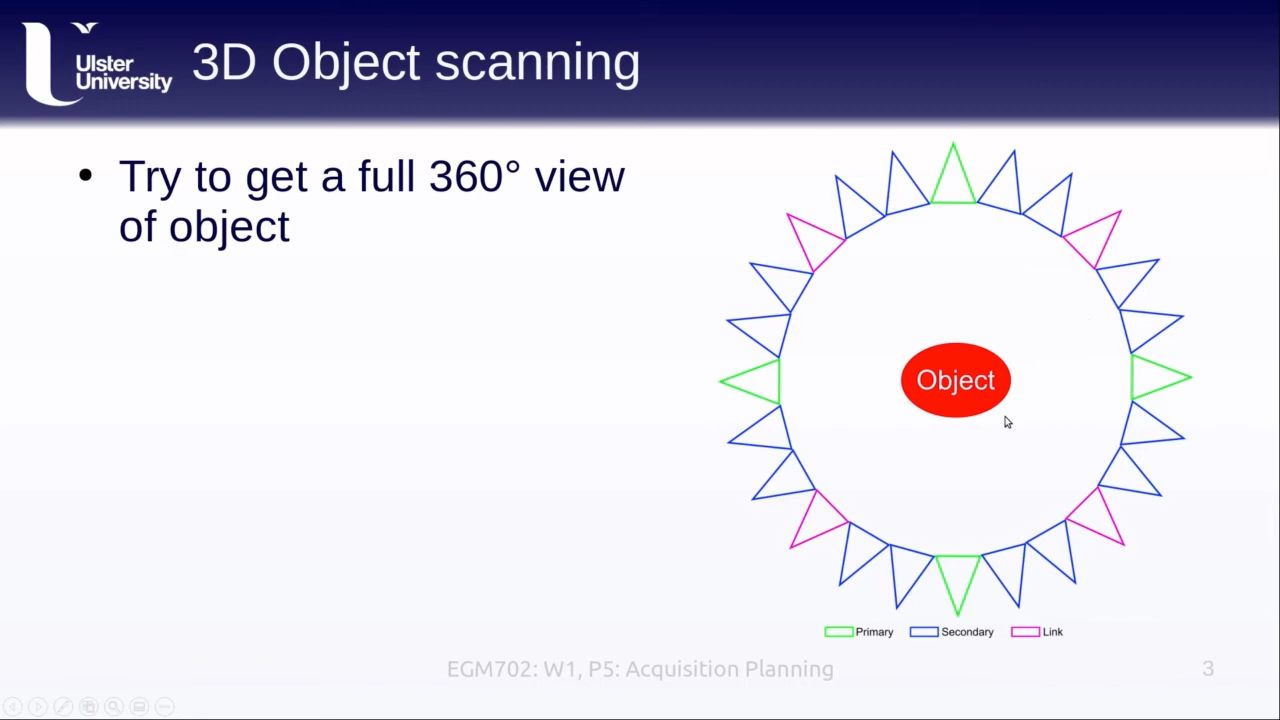 Ulster
University
3D Object scanning
• Try to get a full 360° view
of object
Object
Primary
Secondary
Link
EGM702: W1, P5: Acquisition Planning
3